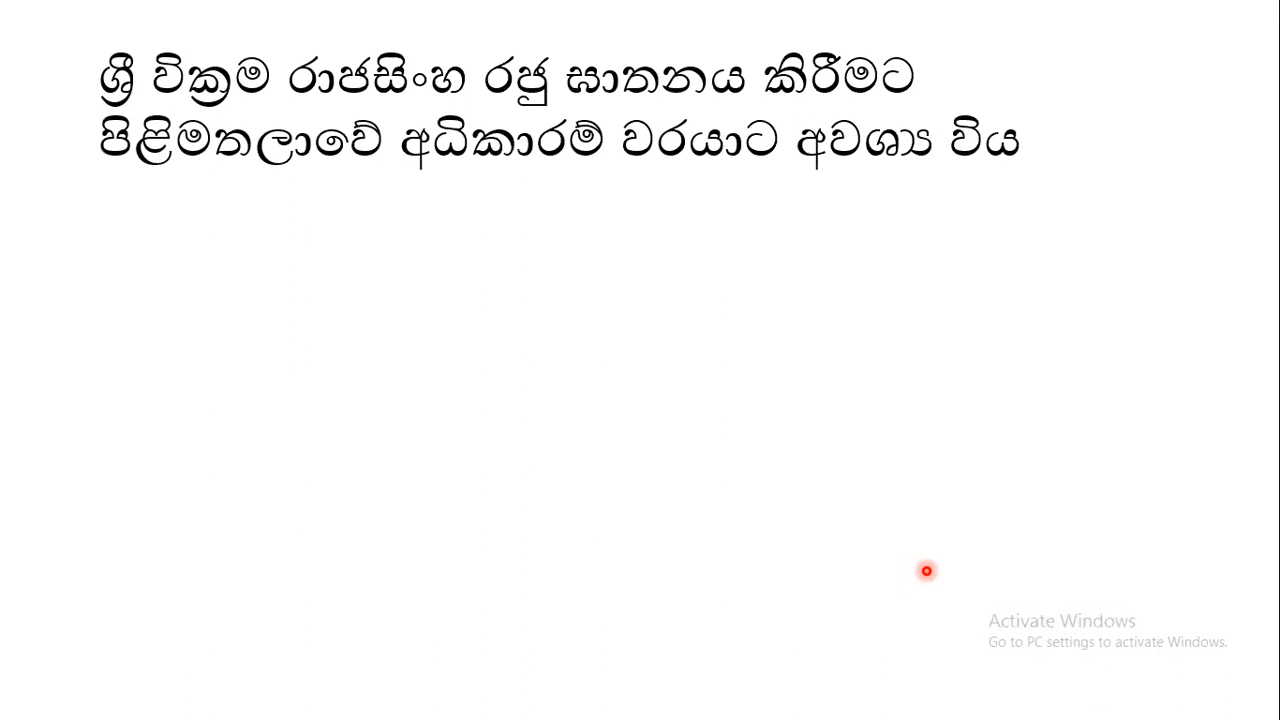 ශ්‍රී වික්‍රම රාජසිංහ රජු ඝාතනය කිරීමට
පිළිමතලාවේ අධිකාරම් වරයාට අවශ්‍ය විය
Activate Windows
Go to PC settings to activate Windows.